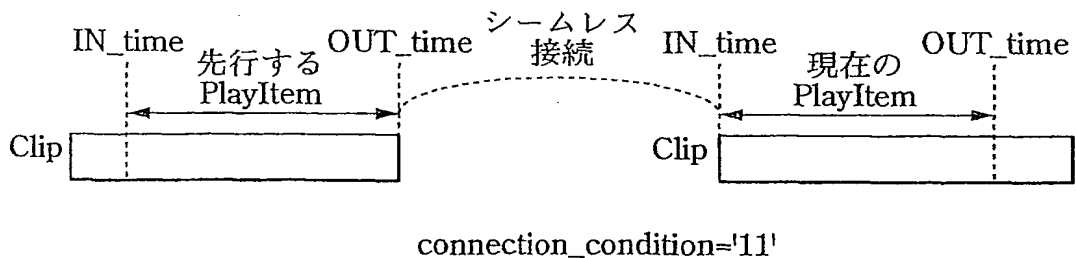 IN_time
先行する
PlayItem
OUT_time
シームレス
接続
IN_time
現在の
PlayItem
OUT_time
Clip
Clip
connection_condition='11'